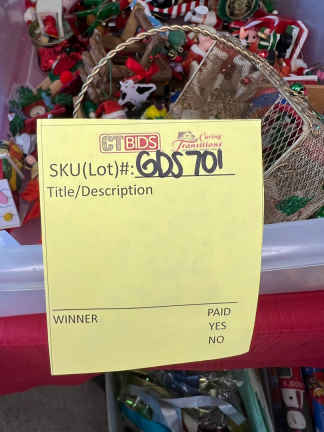 CTBIDS Caring Transitions
SKU(Lot)#: GDS 701
Title/Description
WINNER PAID
YES
NO